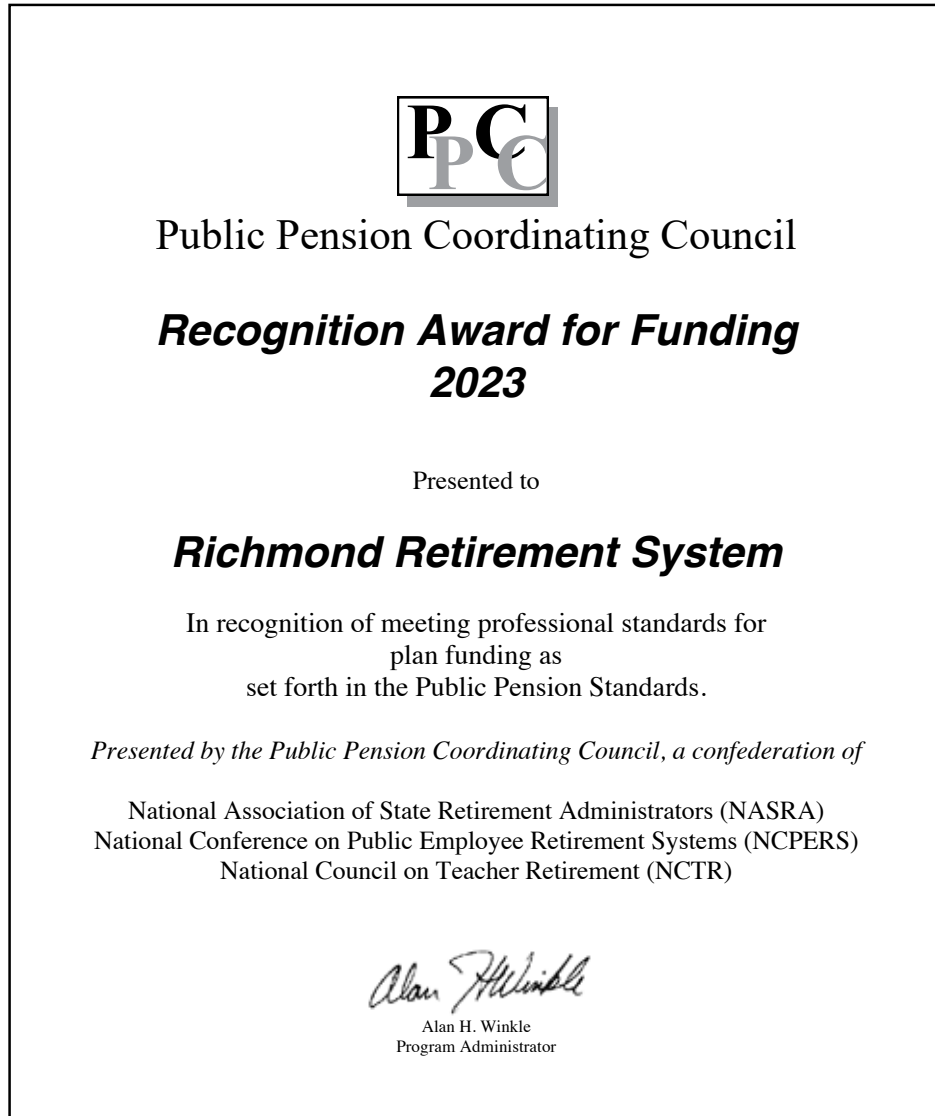 P C
P C
Public Pension Coordinating Council
Recognition Award for Funding
2023
Presented to
Richmond Retirement System
In recognition of meeting professional standards for
plan funding as
set forth in the Public Pension Standards.
Presented by the Public Pension Coordinating Council, a confederation of
National Association of State Retirement Administrators (NASRA)
National Conference on Public Employee Retirement Systems (NCPERS)
National Council on Teacher Retirement (NCTR)
Alan H Winkle
Alan H. Winkle
Program Administrator